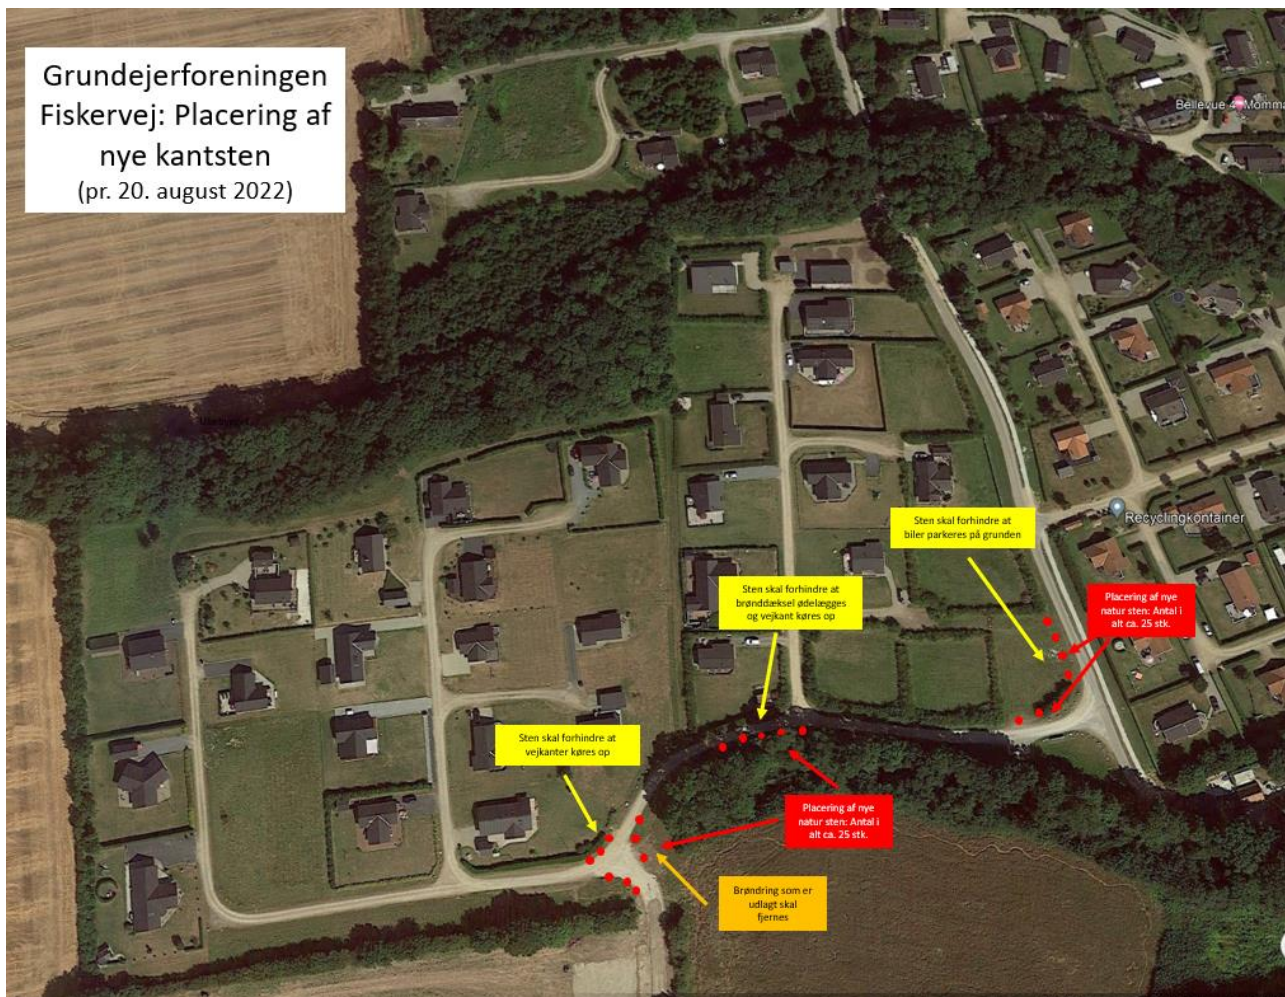 Grundejerforeningen
Fiskervej: Placering af
nye kantsten
(pr. 20. august 2022)
Bellevue 4, Momma
Recyclingkontainer
Sten skal forhindre at
biler parkeres på grunden
Sten skal forhindre at
brønddæksel ødelægges
og vejkant køres op
Placering af nye
natur sten: Antal i
alt ca. 25 stk.
Sten skal forhindre at
vejkanter køres op
Placering af nye
natur sten: Antal i
alt ca. 25 stk.
Brøndring som er
udlagt skal
fjernes